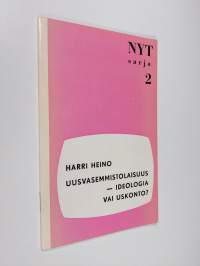 NYT
sarja
2
HARRI HEINO
UUSVASEMMISTOLAISUUS
— IDEOLOGIA
VAI USKONTO?